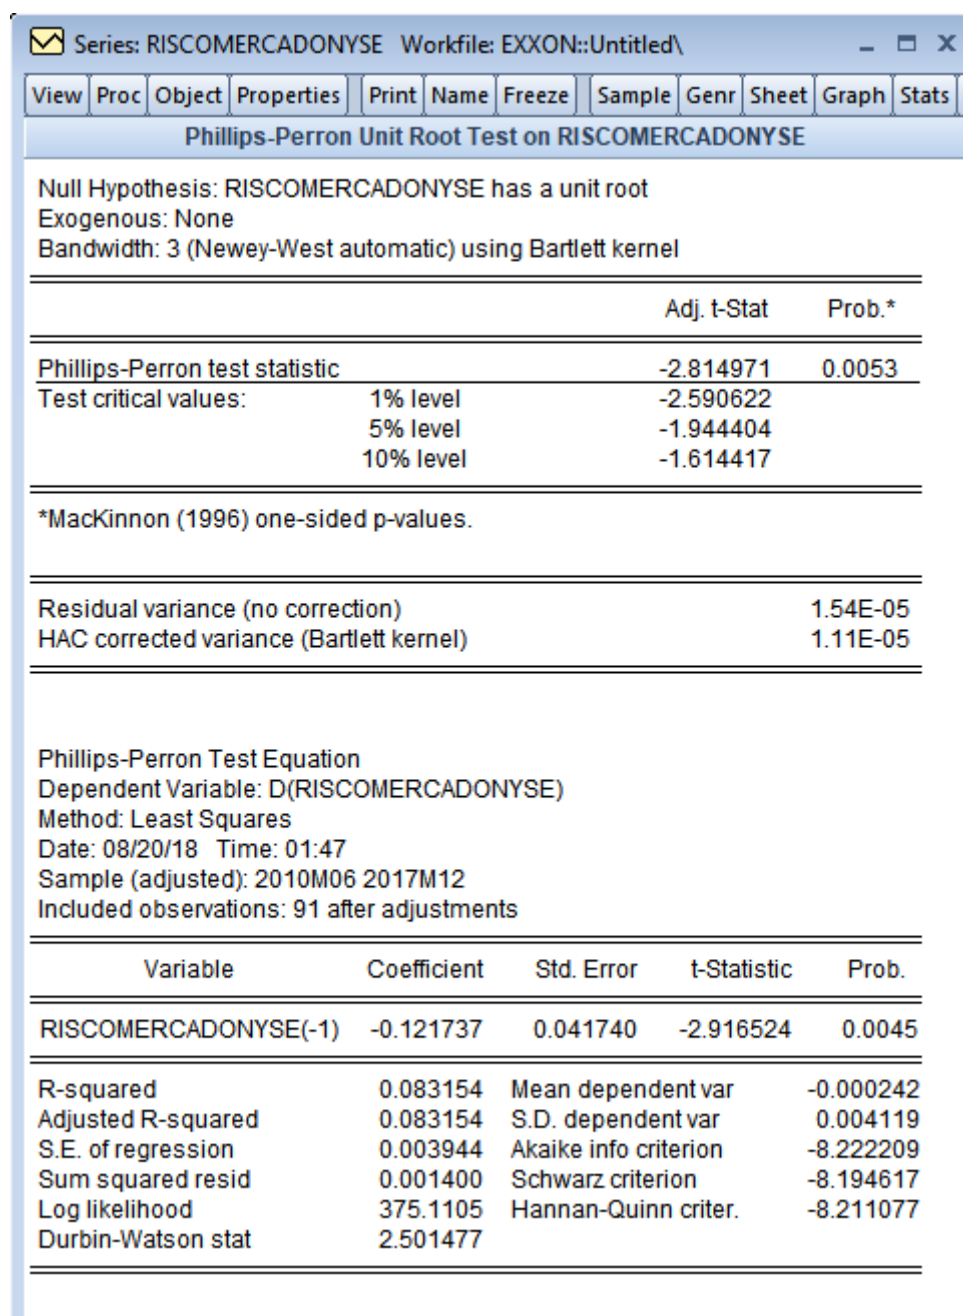 Series: RISCOMERCADONYSE Workfile: EXXON::Untitled\
View Proc Object Properties Print Name Freeze Sample Genr Sheet Graph Stats
Phillips-Perron Unit Root Test on RISCOMERCADONYSE
Null Hypothesis: RISCOMERCADONYSE has a unit root
Exogenous: None
Bandwidth: 3 (Newey-West automatic) using Bartlett kernel
Adj. t-Stat Prob.*
Phillips-Perron test statistic -2.814971 0.0053
Test critical values: 1% level -2.590622
5% level -1.944404
10% level -1.614417
*MacKinnon (1996) one-sided p-values.
Residual variance (no correction) 1.54E-05
HAC corrected variance (Bartlett kernel) 1.11E-05
Phillips-Perron Test Equation
Dependent Variable: D(RISCOMERCADONYSE)
Method: Least Squares
Date: 08/20/18 Time: 01:47
Sample (adjusted): 2010M06 2017M12
Included observations: 91 after adjustments
Variable Coefficient Std. Error t-Statistic Prob.
RISCOMERCADONYSE(-1) -0.121737 0.041740 -2.916524 0.0045
R-squared 0.083154 Mean dependent var -0.000242
Adjusted R-squared 0.083154 S.D. dependent var 0.004119
S.E. of regression 0.003944 Akaike info criterion -8.222209
Sum squared resid 0.001400 Schwarz criterion -8.194617
Log likelihood 375.1105 Hannan-Quinn criter. -8.211077
Durbin-Watson stat 2.501477